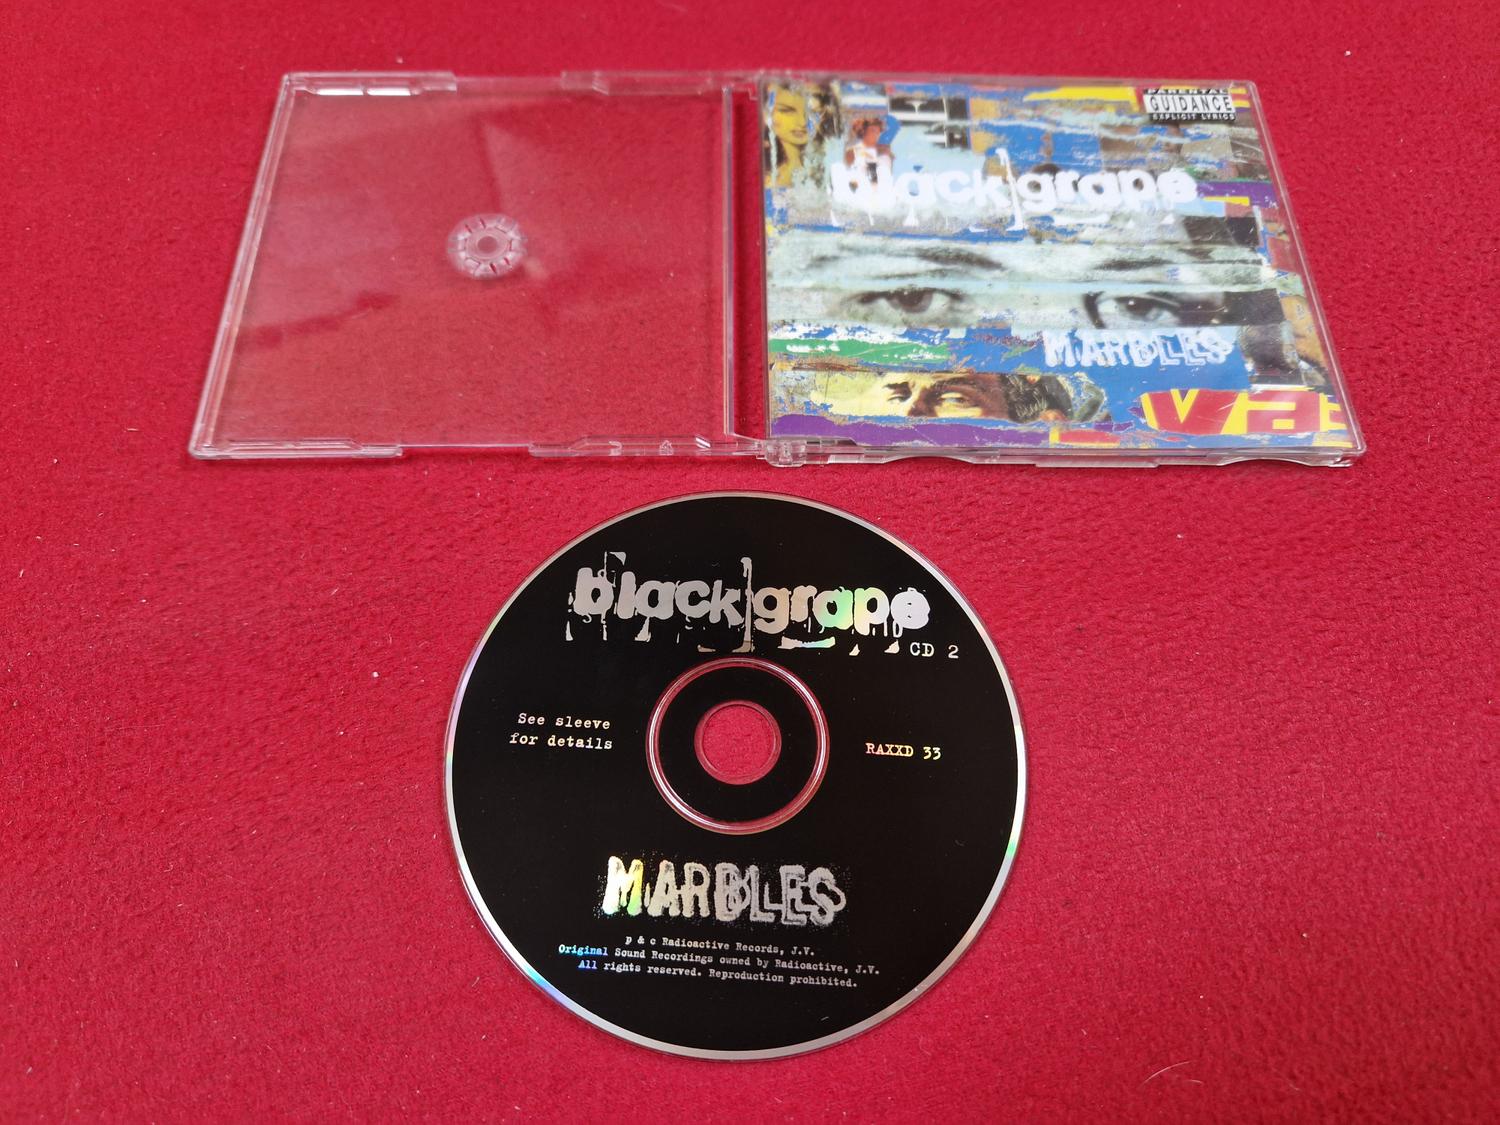 PARENTAL
GUIDANCE
EXPLICIT LYRICS
black grape
MARBLES
va
black grape
CD 2
See sleeve
for details
RAXXD 33
MARBLES
p & c Radioactive Records, J.V.
Original Sound Recordings owned by Radioactive, J.V.
All rights reserved. Reproduction prohibited.